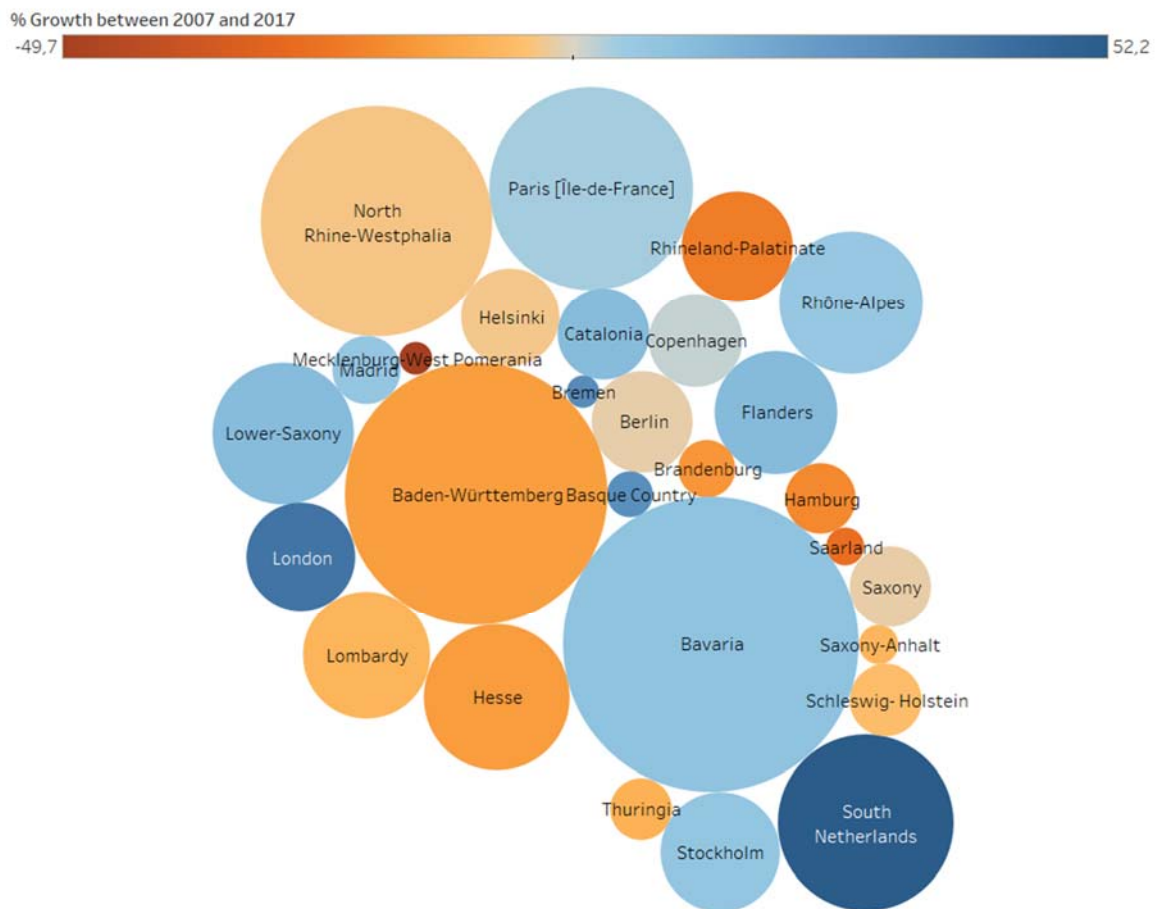 % Growth between 2007 and 2017
-49,7
52,2
Paris [Île-de-France]
North
Rhine-Westphalia
Rhineland-Palatinate
Rhône-Alpes
Helsinki
Catalonia
Copenhagen
Mecklenburg-West Pomerania
Madrid
Bremen
Flanders
Berlin
Lower-Saxony
Brandenburg
Baden-Württemberg
Basque Country
Hamburg
Saarland
London
Saxony
Bavaria
Saxony-Anhalt
Lombardy
Hesse
Schleswig- Holstein
Thuringia
South
Netherlands
Stockholm